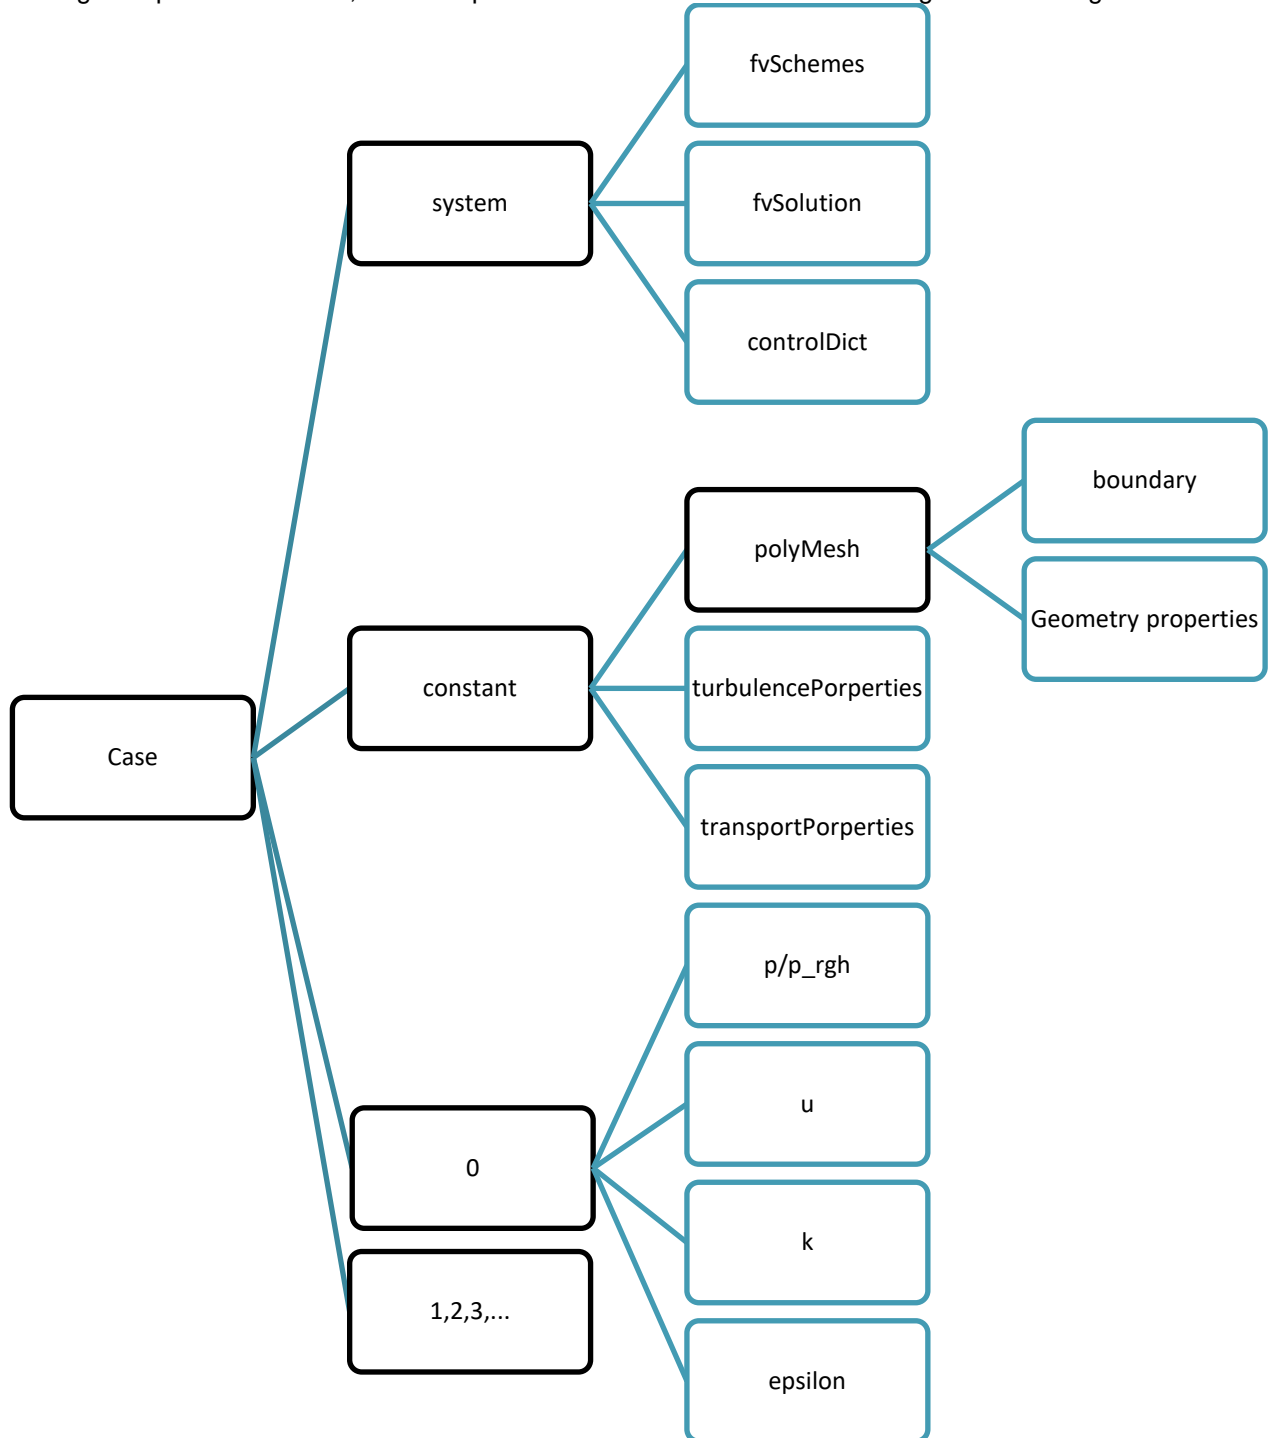 fvSchemes
system
fvSolution
controlDict
boundary
polyMesh
Geometry properties
constant
turbulencePorperties
Case
transportPorperties
p/p_rgh
u
0
k
1,2,3,...
epsilon